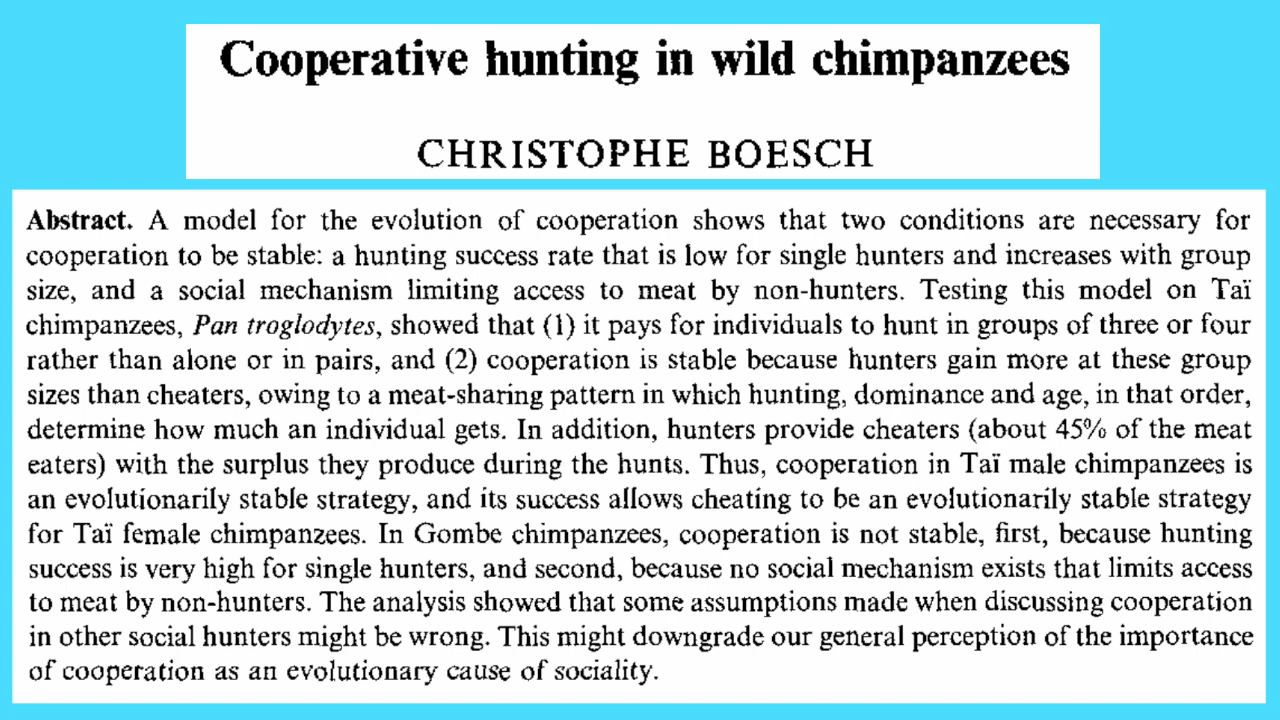 Cooperative hunting in wild chimpanzees
CHRISTOPHE BOESCH
Abstract. A model for the evolution of cooperation shows that two conditions are necessary for
cooperation to be stable: a hunting success rate that is low for single hunters and increases with group
size, and a social mechanism limiting access to meat by non-hunters. Testing this model on Taï
chimpanzees, Pan troglodytes, showed that (1) it pays for individuals to hunt in groups of three or four
rather than alone or in pairs, and (2) cooperation is stable because hunters gain more at these group
sizes than cheaters, owing to a meat-sharing pattern in which hunting, dominance and age, in that order,
determine how much an individual gets. In addition, hunters provide cheaters (about 45% of the meat
eaters) with the surplus they produce during the hunts. Thus, cooperation in Taï male chimpanzees is
an evolutionarily stable strategy, and its success allows cheating to be an evolutionarily stable strategy
for Taï female chimpanzees. In Gombe chimpanzees, cooperation is not stable, first, because hunting
success is very high for single hunters, and second, because no social mechanism exists that limits access
to meat by non-hunters. The analysis showed that some assumptions made when discussing cooperation
in other social hunters might be wrong. This might downgrade our general perception of the importance
of cooperation as an evolutionary cause of sociality.